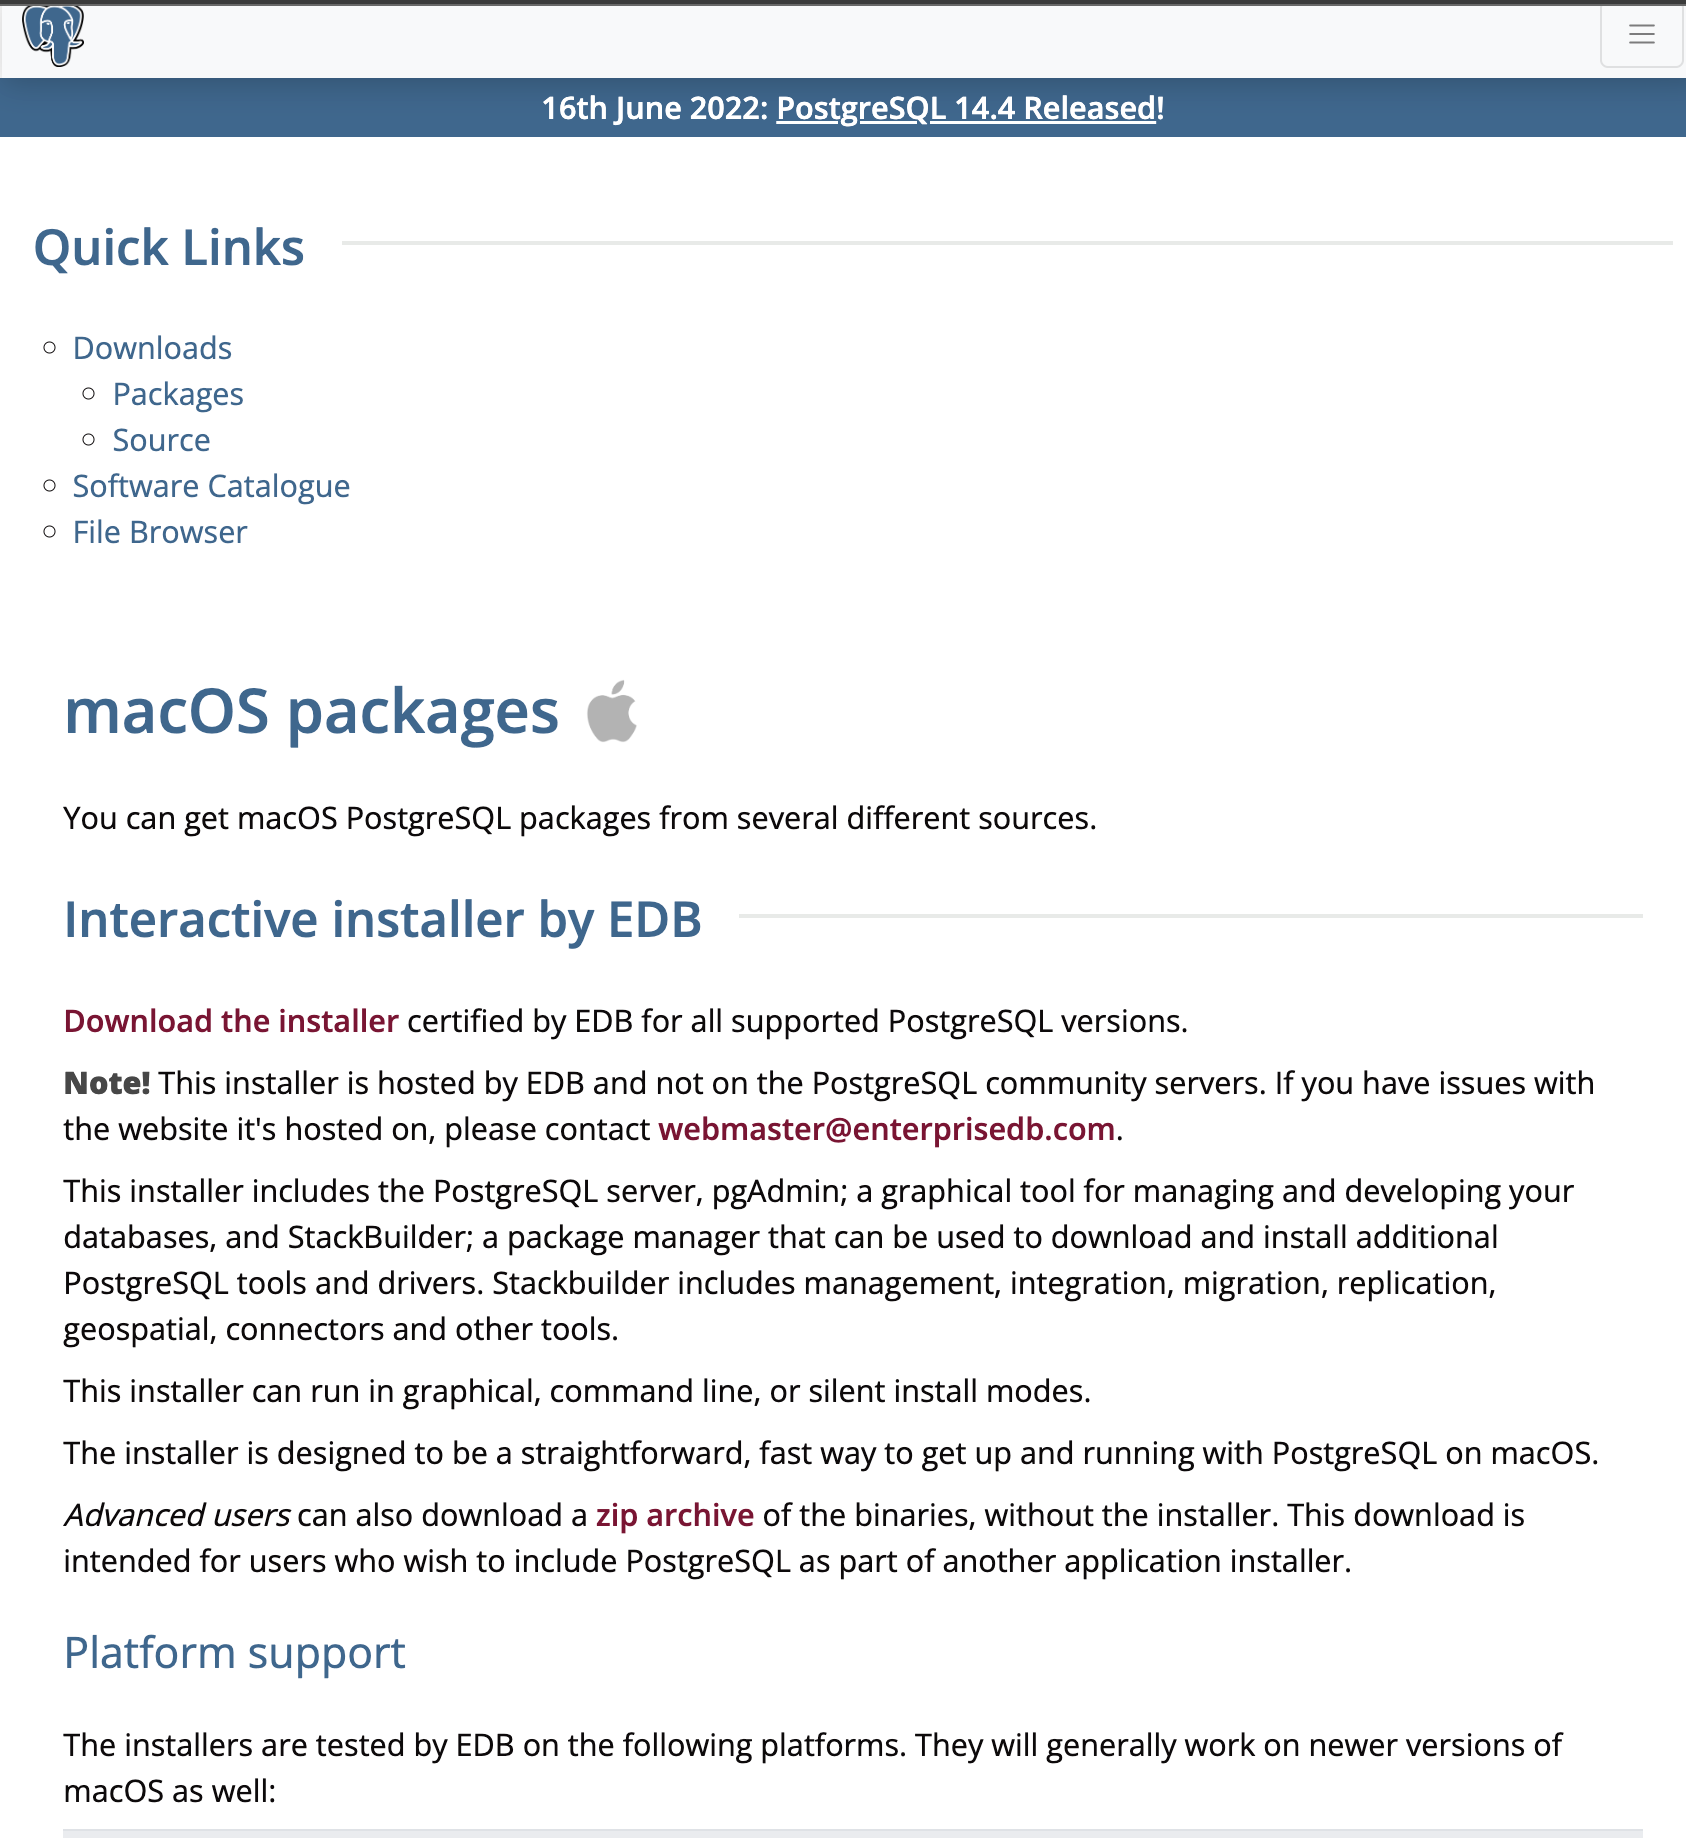 16th June 2022: PostgreSQL 14.4 Released!
Quick Links
Downloads
Packages
Source
Software Catalogue
File Browser
macOS packages
You can get macOS PostgreSQL packages from several different sources.
Interactive installer by EDB
Download the installer certified by EDB for all supported PostgreSQL versions.
Note! This installer is hosted by EDB and not on the PostgreSQL community servers. If you have issues with
the website it's hosted on, please contact webmaster@enterprisedb.com.
This installer includes the PostgreSQL server, pgAdmin; a graphical tool for managing and developing your
databases, and StackBuilder; a package manager that can be used to download and install additional
PostgreSQL tools and drivers. Stackbuilder includes management, integration, migration, replication,
geospatial, connectors and other tools.
This installer can run in graphical, command line, or silent install modes.
The installer is designed to be a straightforward, fast way to get up and running with PostgreSQL on macOS.
Advanced users can also download a zip archive of the binaries, without the installer. This download is
intended for users who wish to include PostgreSQL as part of another application installer.
Platform support
The installers are tested by EDB on the following platforms. They will generally work on newer versions of
macOS as well: